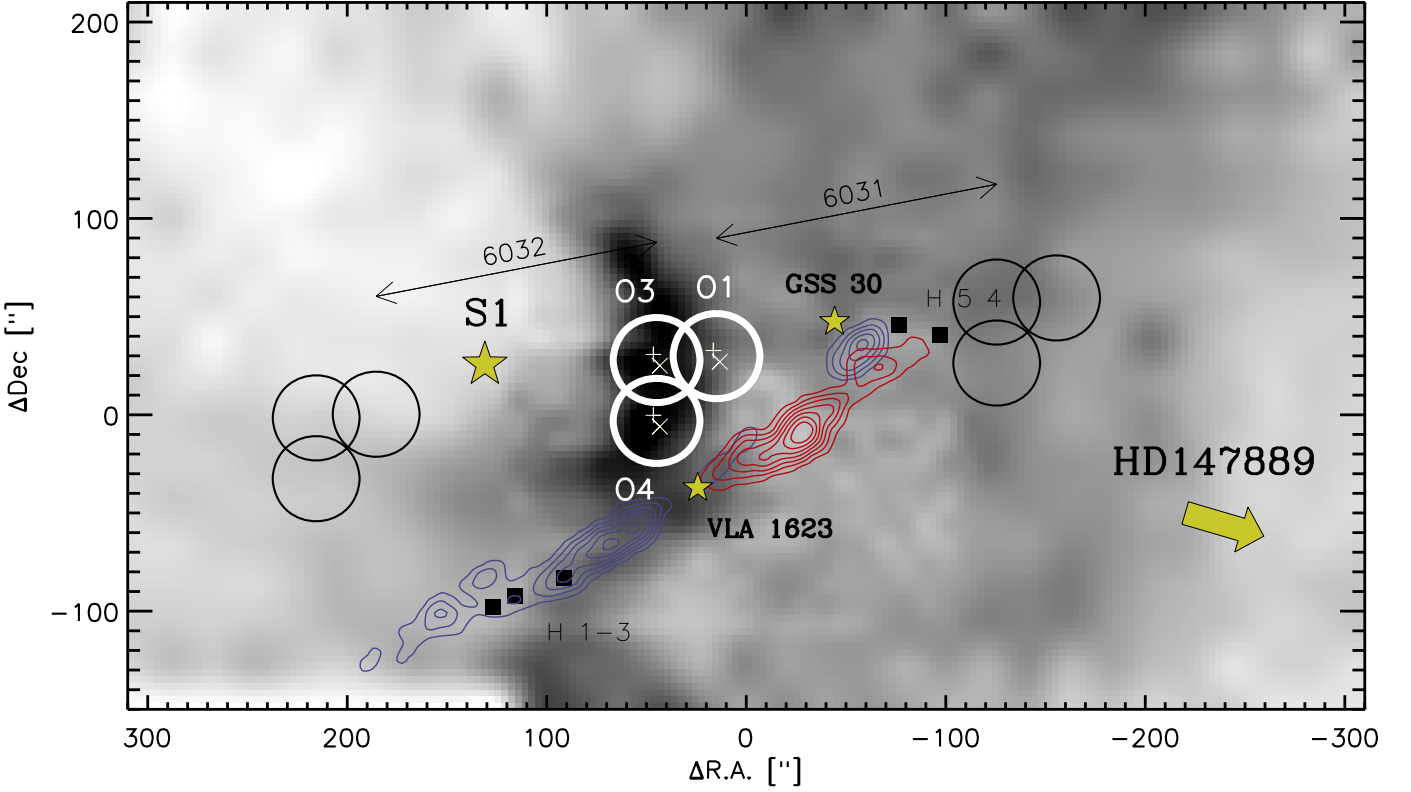 200
6031
100
6032
GSS 30
O3 O1
H 5 4
S1
ΔDec ["]
0
HD147889
O4
VLA 1623
−100
H 1−3
300 200 100 0 −100 −200 −300
ΔR.A. ["]